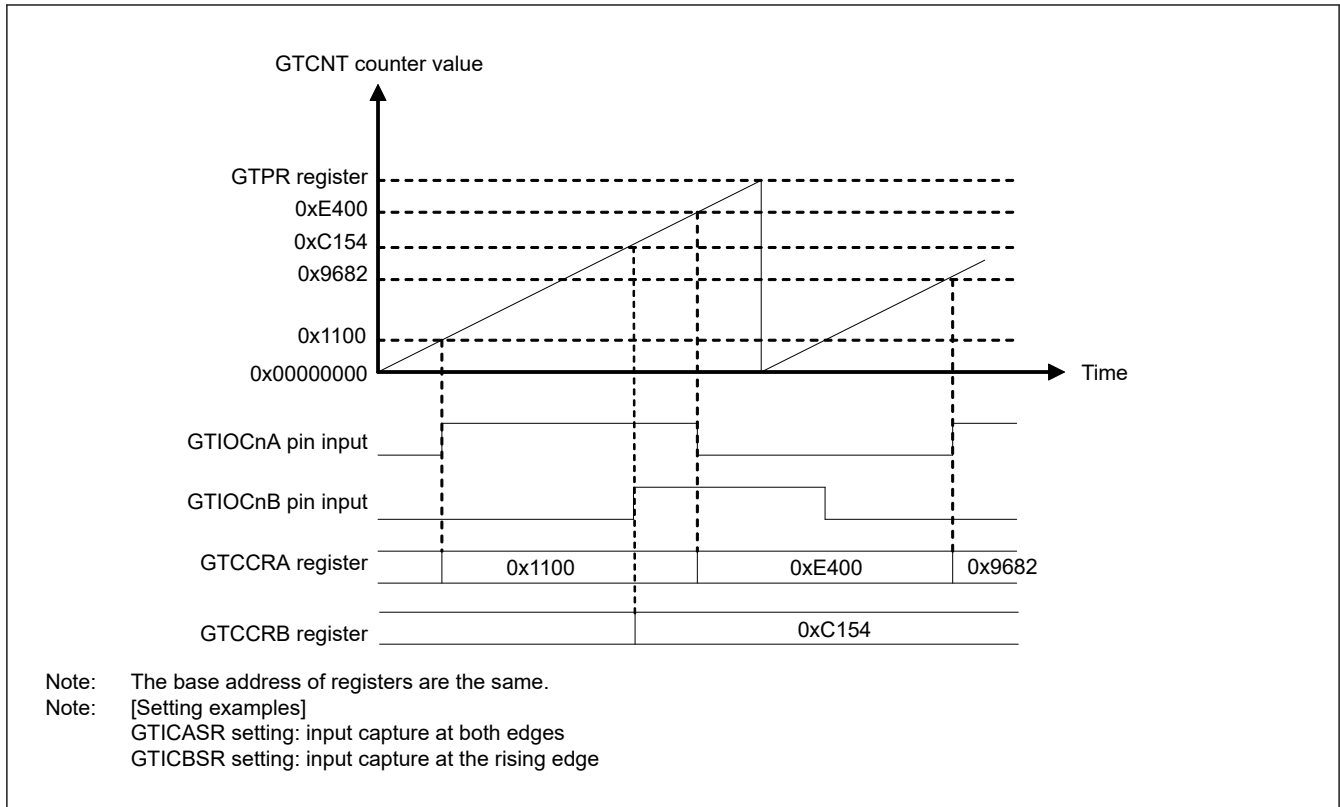 GTCNT counter value
GTPR register
0xE400
0xC154
0x9682
0x1100
0x00000000
Time
GTIOCnA pin input
GTIOCnB pin input
GTCCRA register
0x1100
0xE400
0x9682
GTCCRB register
0xC154
Note: The base address of registers are the same.
Note: [Setting examples]
GTICASR setting: input capture at both edges
GTICBSR setting: input capture at the rising edge